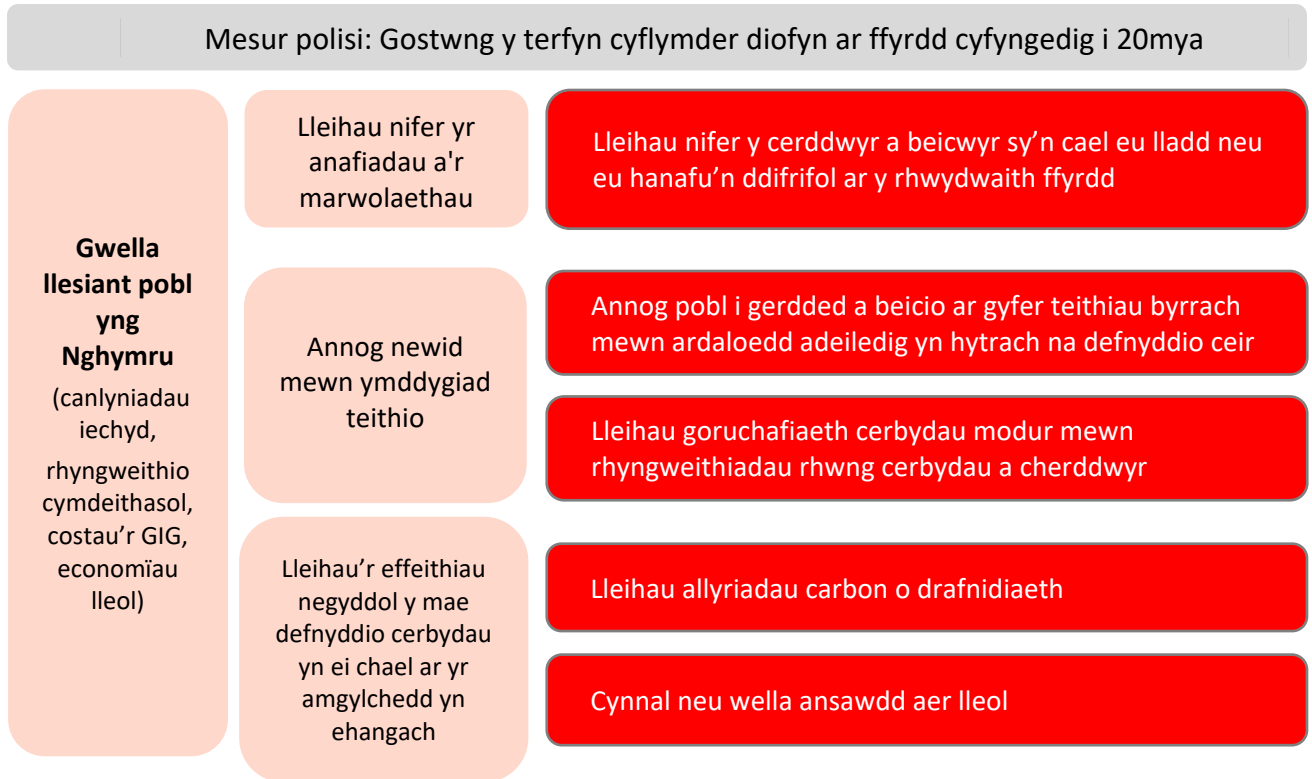 Mesur polisi: Gostwng y terfyn cyflymder diofyn ar ffyrdd cyfyngedig i 20mya
Gwella
llesiant pobl
yng
Nghymru
(canlyniadau
iechyd,
rhyngweithio
cymdeithasol,
costau’r GIG,
economïau
lleol)
Lleihau nifer yr
anafiadau a'r
marwolaethau
Lleihau nifer y cerddwyr a beicwyr sy’n cael eu lladd neu
eu hanafu’n ddifrifol ar y rhwydwaith ffyrdd
Annog newid
mewn ymddygiad
teithio
Annog pobl i gerdded a beicio ar gyfer teithiau byrrach
mewn ardaloedd adeiledig yn hytrach na defnyddio ceir
Lleihau goruchafiaeth cerbydau modur mewn
rhyngweithiadau rhwng cerbydau a cherddwyr
Lleihau’r effeithiau
negyddol y mae
defnyddio cerbydau
yn ei chael ar yr
amgylchedd yn
ehangach
Lleihau allyriadau carbon o drafnidiaeth
Cynnal neu wella ansawdd aer lleol